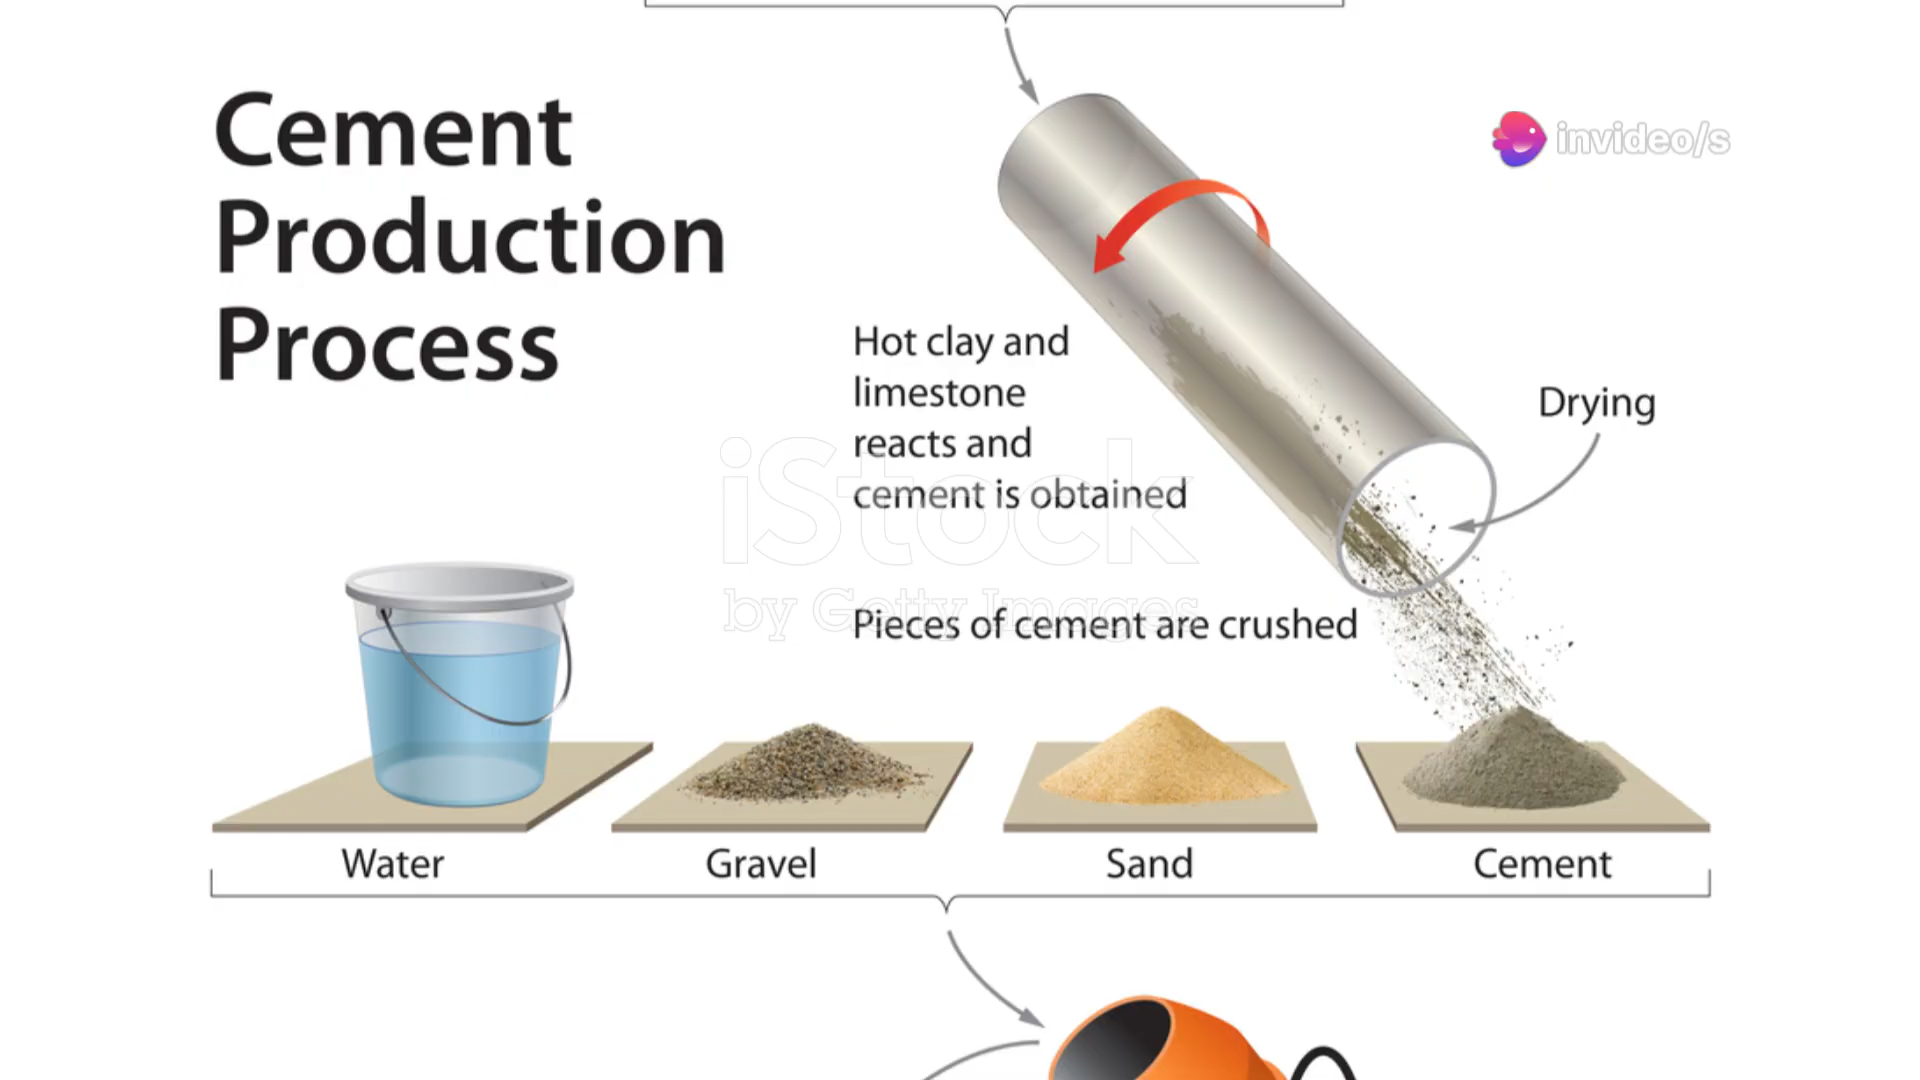 Cement
Production
Process
invideo/s
Hot clay and
limestone
reacts and
cement is obtained
Drying
iStock
by Getty Images
Pieces of cement are crushed
Water
Gravel
Sand
Cement